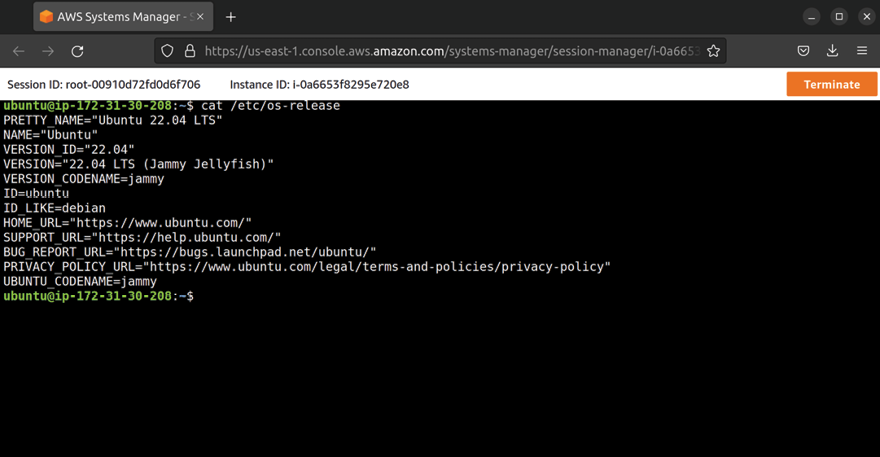 AWS Systems Manager - S
https://us-east-1.console.aws.amazon.com/systems-manager/session-manager/i-0a6653
Session ID: root-00910d72fd0d6f706 Instance ID: i-0a6653f8295e720e8 Terminate
ubuntu@ip-172-31-30-208:~$ cat /etc/os-release
PRETTY_NAME="Ubuntu 22.04 LTS"
NAME="Ubuntu"
VERSION_ID="22.04"
VERSION="22.04 LTS (Jammy Jellyfish)"
VERSION_CODENAME=jammy
ID=ubuntu
ID_LIKE=debian
HOME_URL="https://www.ubuntu.com/"
SUPPORT_URL="https://help.ubuntu.com/"
BUG_REPORT_URL="https://bugs.launchpad.net/ubuntu/"
PRIVACY_POLICY_URL="https://www.ubuntu.com/legal/terms-and-policies/privacy-policy"
UBUNTU_CODENAME=jammy
ubuntu@ip-172-31-30-208:~$